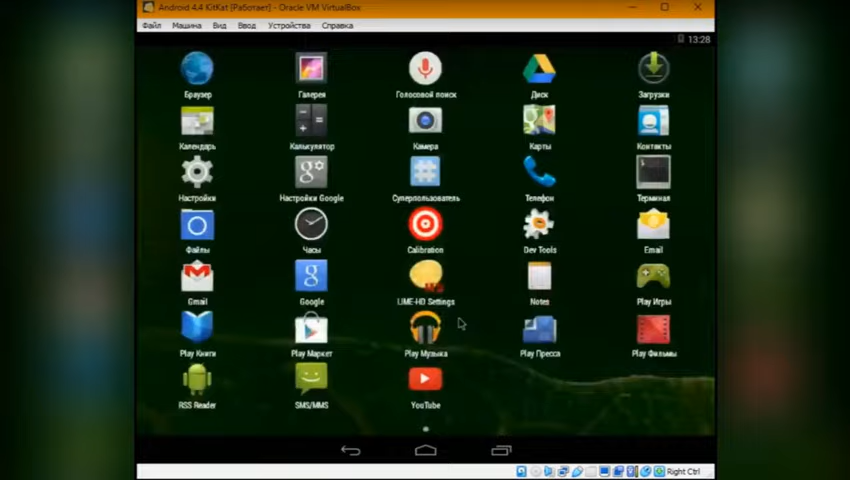 Android 4.4 KitKat [Работает] - Oracle VM VirtualBox
Файл Машина Вид Ввод Устройства Справка
13:28
Браузер Галерея Голосовой поиск Диск Загрузки
Календарь Калькулятор Камера Карты Контакты
Настройки Настройки Google Суперпользователь Телефон Терминал
Файлы Часы Calibration Dev Tools Email
Gmail Google LIME-HD Settings Notes Play Игры
Play Книги Play Маркет Play Музыка Play Пресса Play Фильмы
RSS Reader SMS/MMS YouTube
Right Ctrl